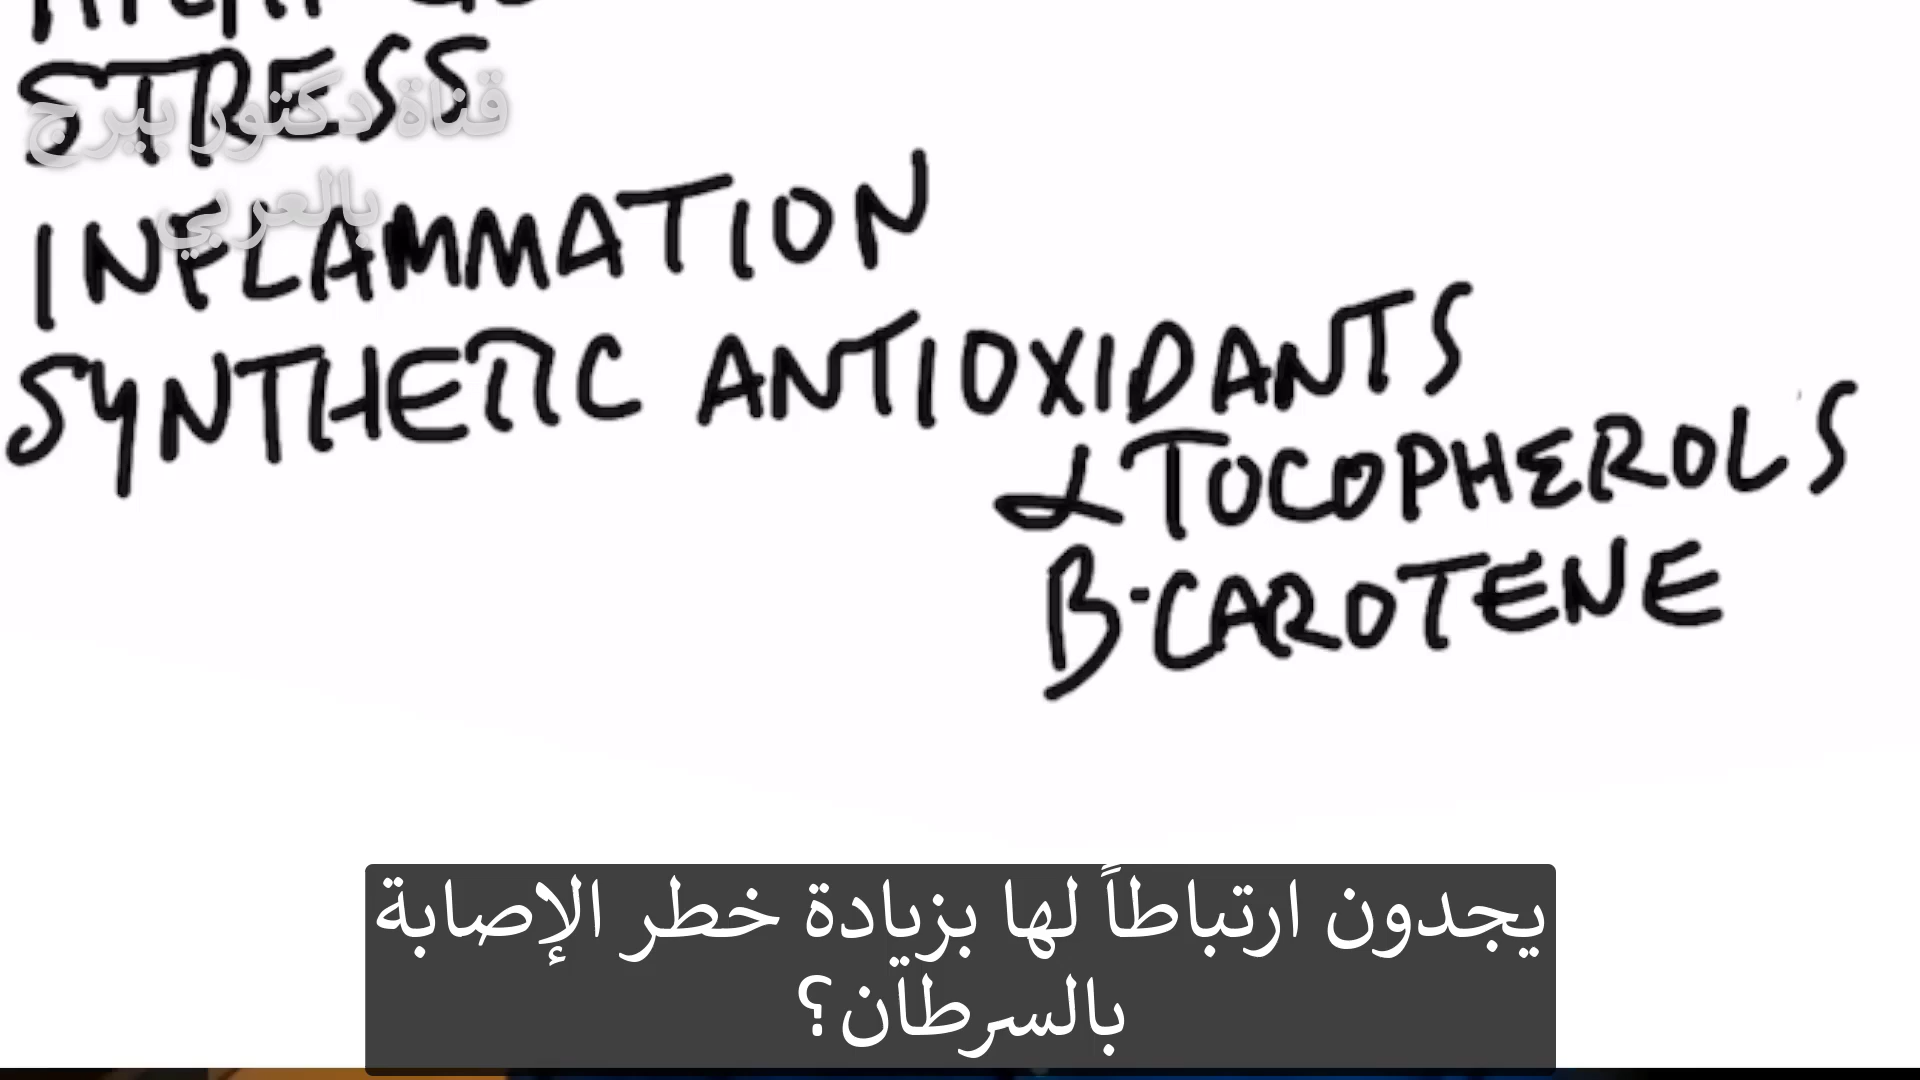 STRESS
قناة دكتور بيرج
بالعربي
INFLAMMATION
SYNTHETIC ANTIOXIDANTS
α TOCOPHEROLS
B-CAROTENE
يجدون ارتباطاً لها بزيادة خطر الإصابة
بالسرطان؟